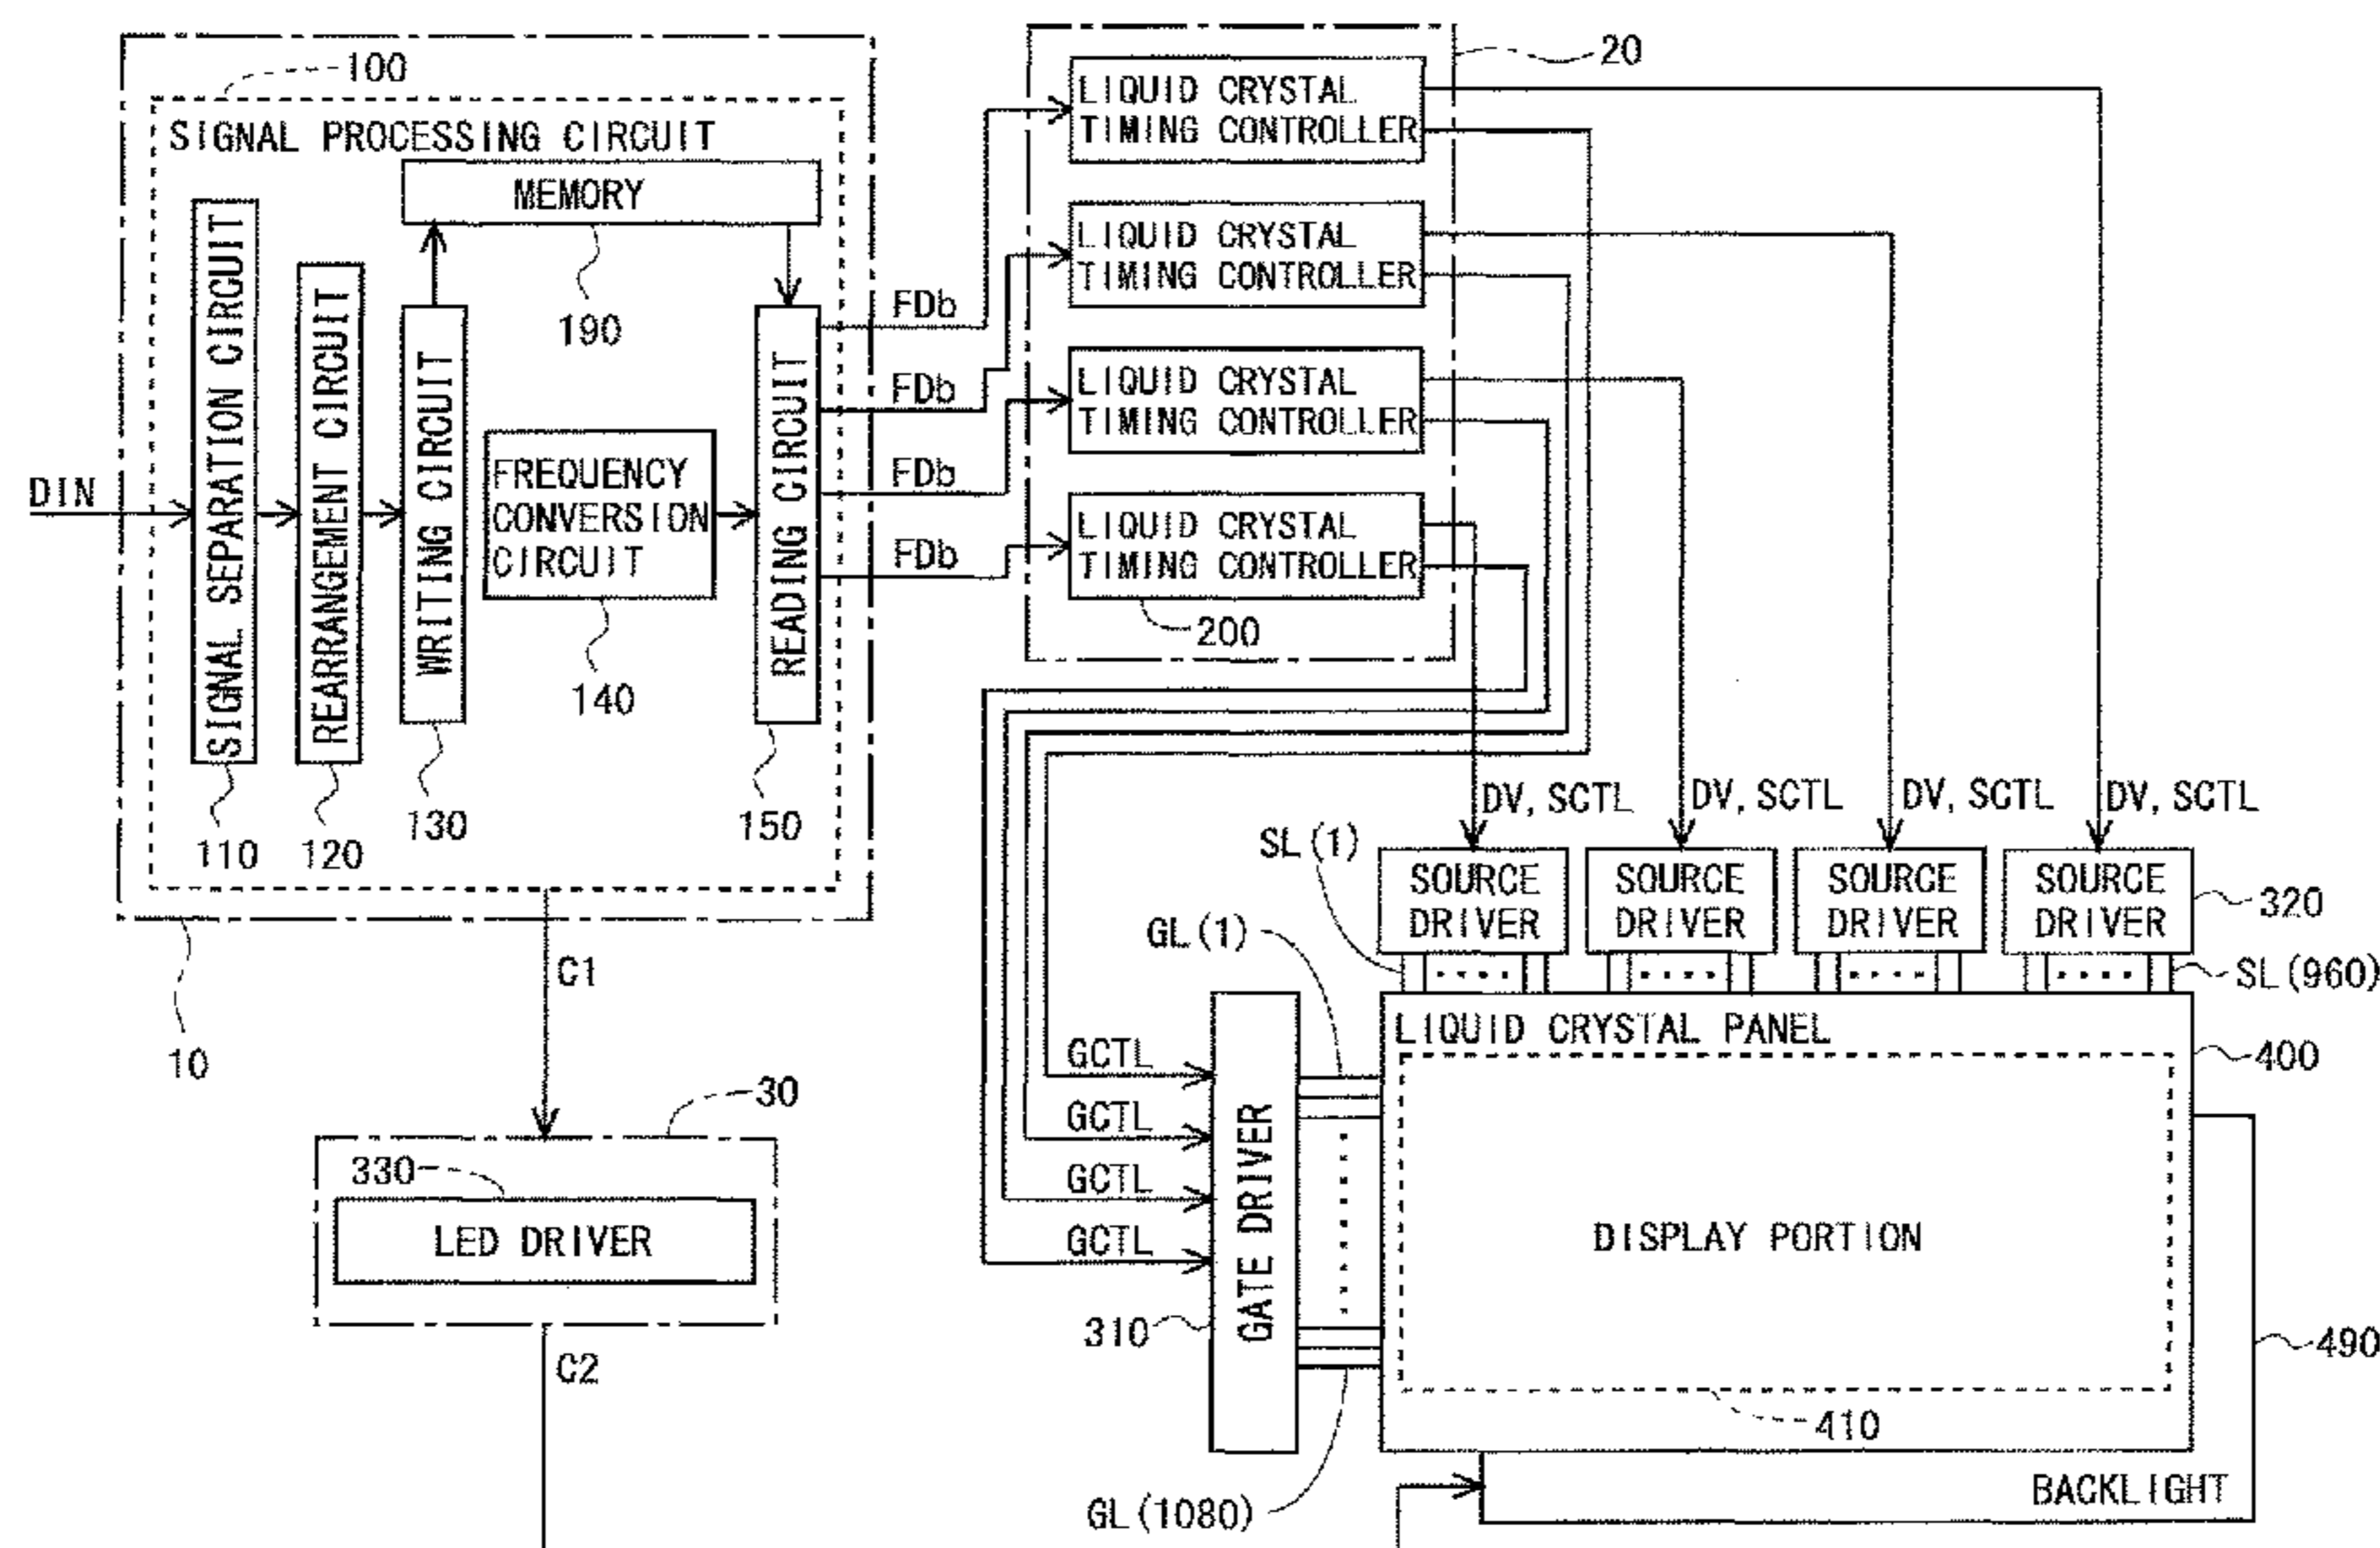 100
SIGNAL PROCESSING CIRCUIT
MEMORY
190
DIN
SIGNAL SEPARATION CIRCUIT
110
REARRANGEMENT CIRCUIT
120
WRITING CIRCUIT
130
FREQUENCY
CONVERSION
CIRCUIT
140
READING CIRCUIT
150
10
FDb
FDb
FDb
FDb
20
LIQUID CRYSTAL
TIMING CONTROLLER
LIQUID CRYSTAL
TIMING CONTROLLER
LIQUID CRYSTAL
TIMING CONTROLLER
LIQUID CRYSTAL
TIMING CONTROLLER
200
DV, SCTL
DV, SCTL
DV, SCTL
DV, SCTL
SL(1)
SOURCE
DRIVER
SOURCE
DRIVER
SOURCE
DRIVER
SOURCE
DRIVER
320
SL(960)
GL(1)
C1
30
330
LED DRIVER
C2
GCTL
GCTL
GCTL
GCTL
GATE DRIVER
310
GL(1080)
LIQUID CRYSTAL PANEL
400
DISPLAY PORTION
410
490
BACKLIGHT